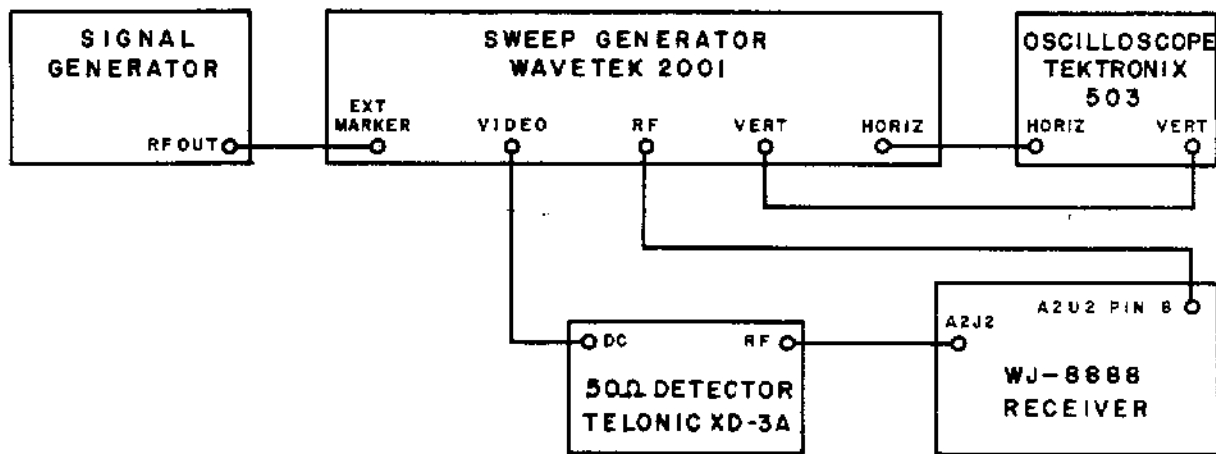 SIGNAL
GENERATOR
RF OUT
SWEEP GENERATOR
WAVETEK 2001
EXT
MARKER
VIDEO
RF
VERT
HORIZ
OSCILLOSCOPE
TEKTRONIX
503
HORIZ
VERT
DC
RF
50Ω DETECTOR
TELONIC XD-3A
A2U2 PIN 8
A2J2
WJ-8888
RECEIVER